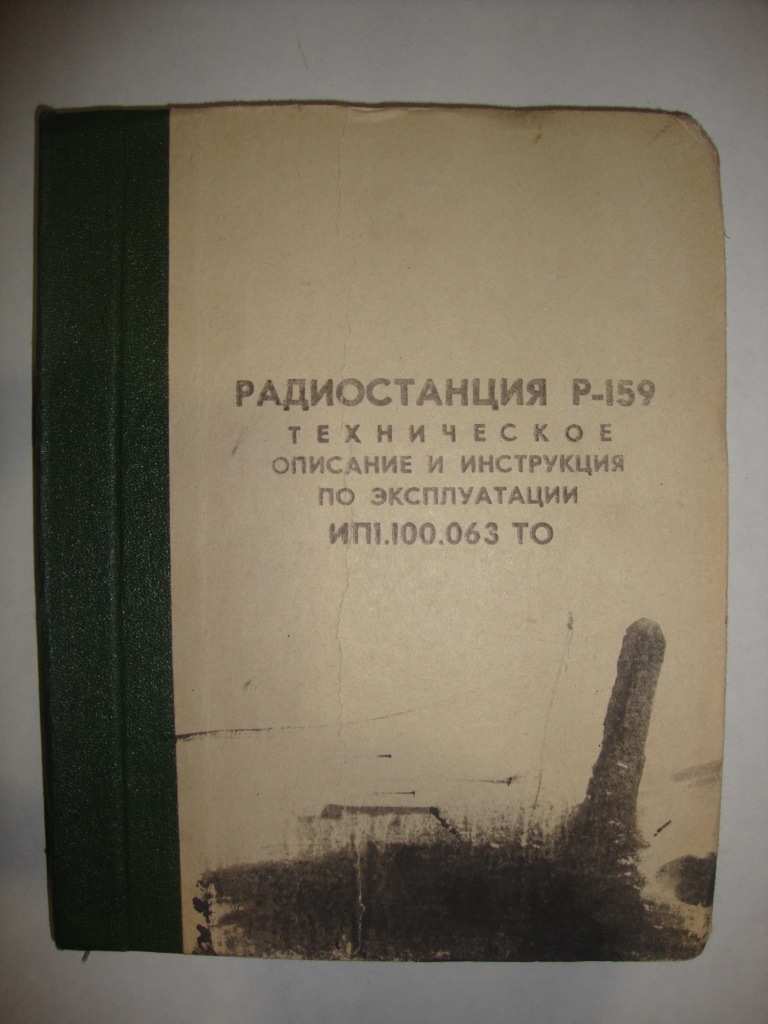 РАДИОСТАНЦИЯ Р-159
ТЕХНИЧЕСКОЕ
ОПИСАНИЕ И ИНСТРУКЦИЯ
ПО ЭКСПЛУАТАЦИИ
ИП1.100.063 ТО